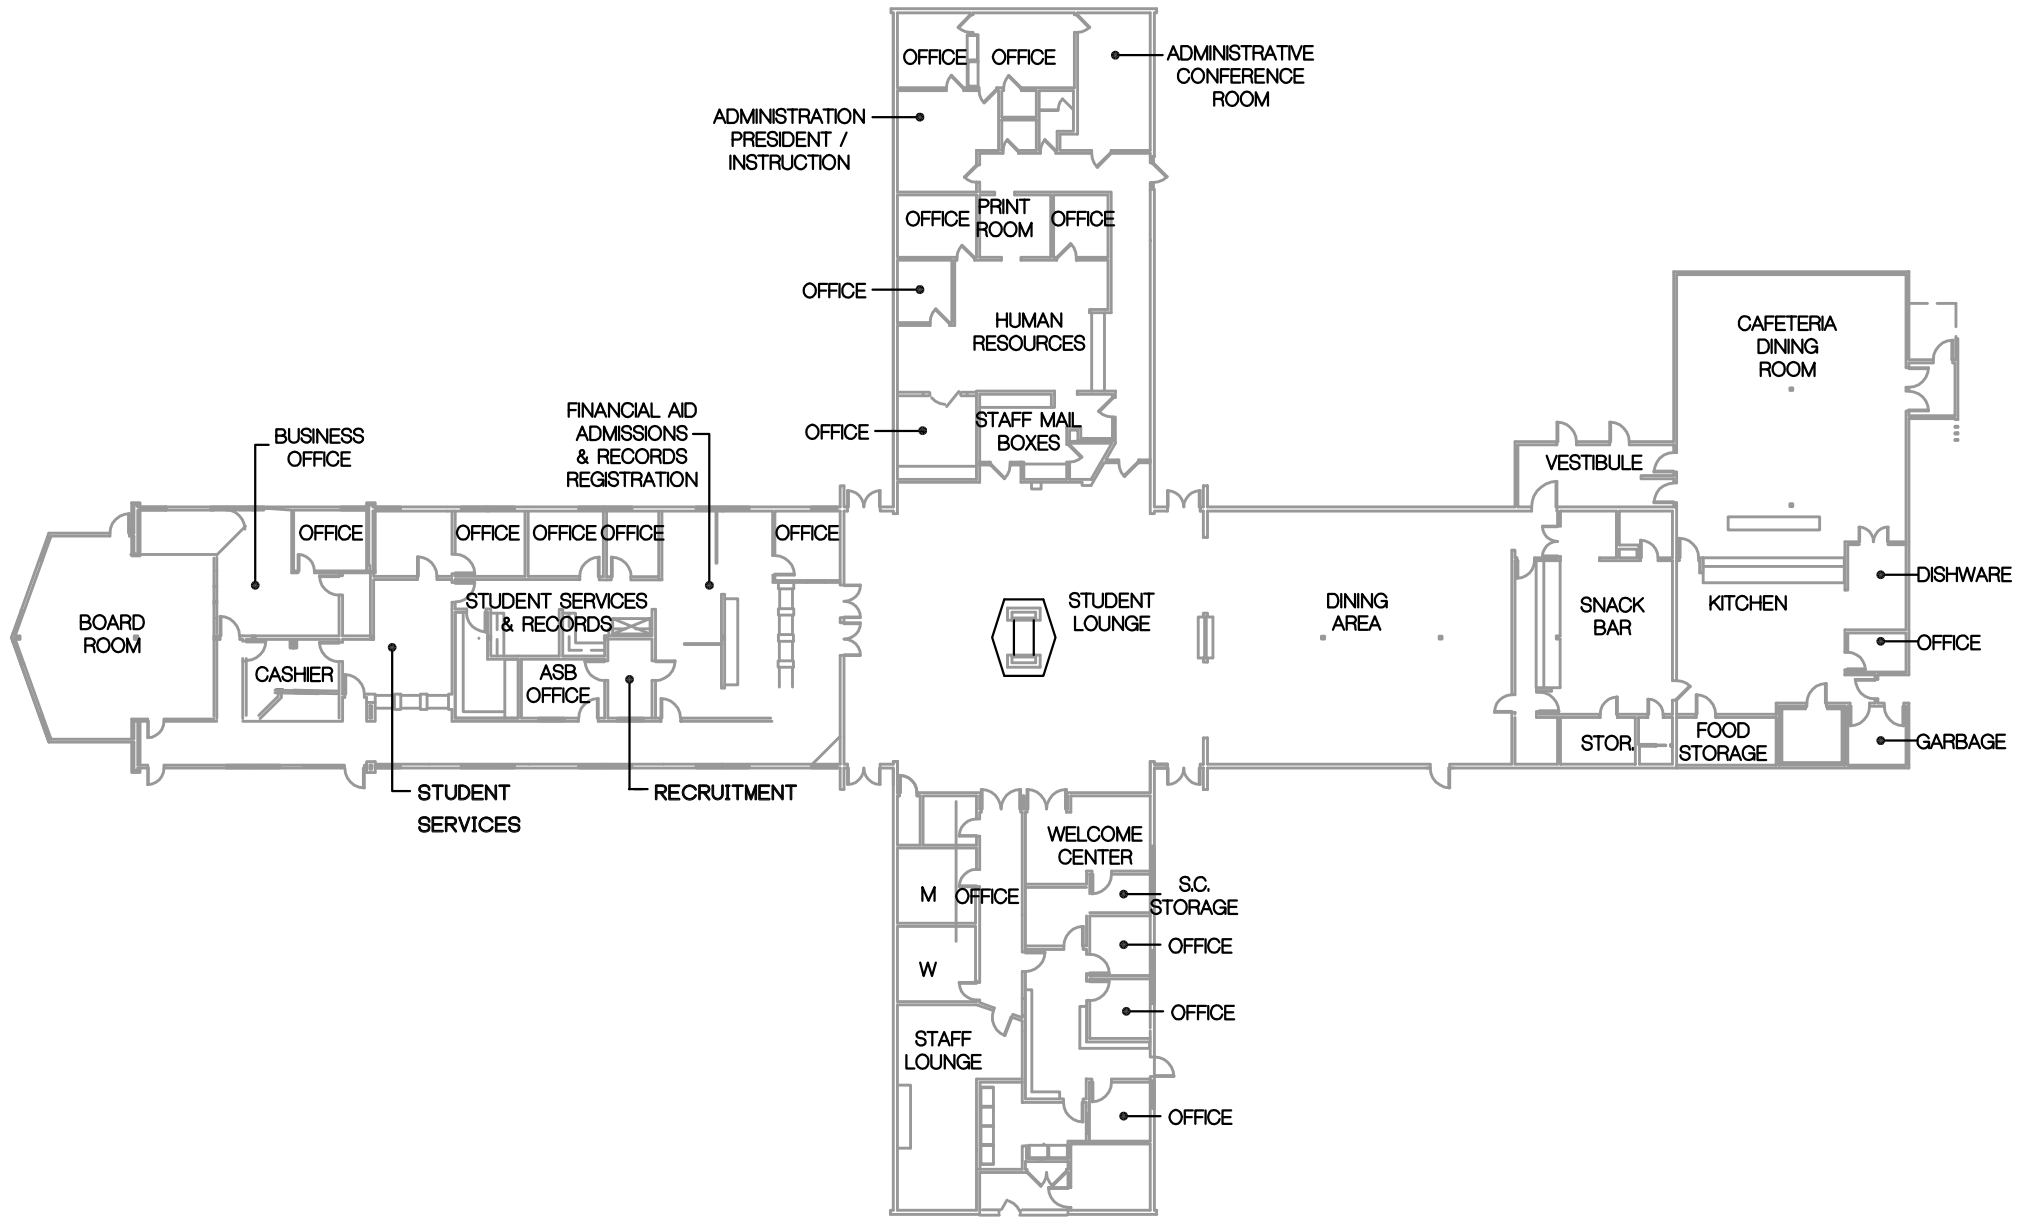 OFFICE
OFFICE
ADMINISTRATIVE
CONFERENCE
ROOM
ADMINISTRATION
PRESIDENT /
INSTRUCTION
OFFICE
PRINT
ROOM
OFFICE
OFFICE
HUMAN
RESOURCES
OFFICE
STAFF MAIL
BOXES
CAFETERIA
DINING
ROOM
VESTIBULE
BUSINESS
OFFICE
FINANCIAL AID
ADMISSIONS
& RECORDS
REGISTRATION
OFFICE
OFFICE
OFFICE
OFFICE
OFFICE
BOARD
ROOM
STUDENT SERVICES
& RECORDS
CASHIER
ASB
OFFICE
STUDENT
LOUNGE
DINING
AREA
SNACK
BAR
KITCHEN
DISHWARE
OFFICE
STOR.
FOOD
STORAGE
GARBAGE
STUDENT
SERVICES
RECRUITMENT
WELCOME
CENTER
M
OFFICE
S.C.
STORAGE
OFFICE
W
OFFICE
STAFF
LOUNGE
OFFICE